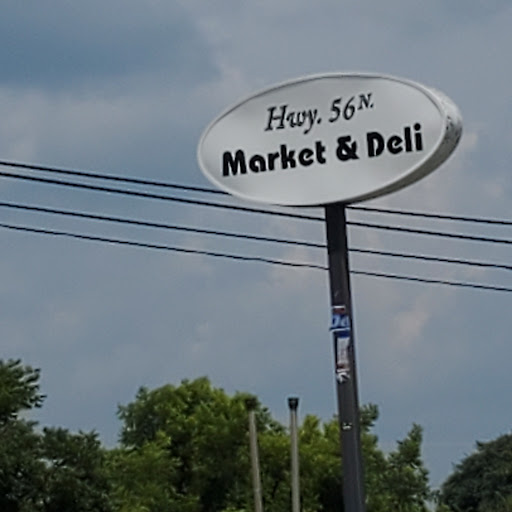 Hwy. 56 N.
Market & Deli